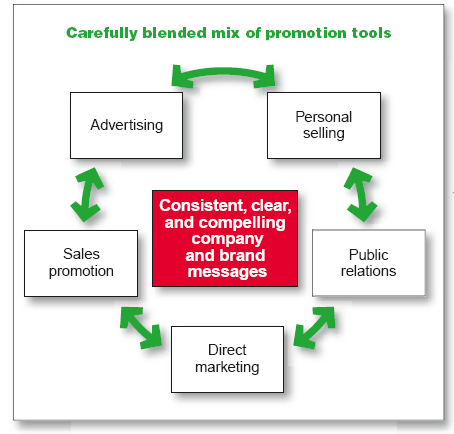 Carefully blended mix of promotion tools
Advertising
Personal
selling
Consistent, clear,
and compelling
company
and brand
messages
Sales
promotion
Public
relations
Direct
marketing